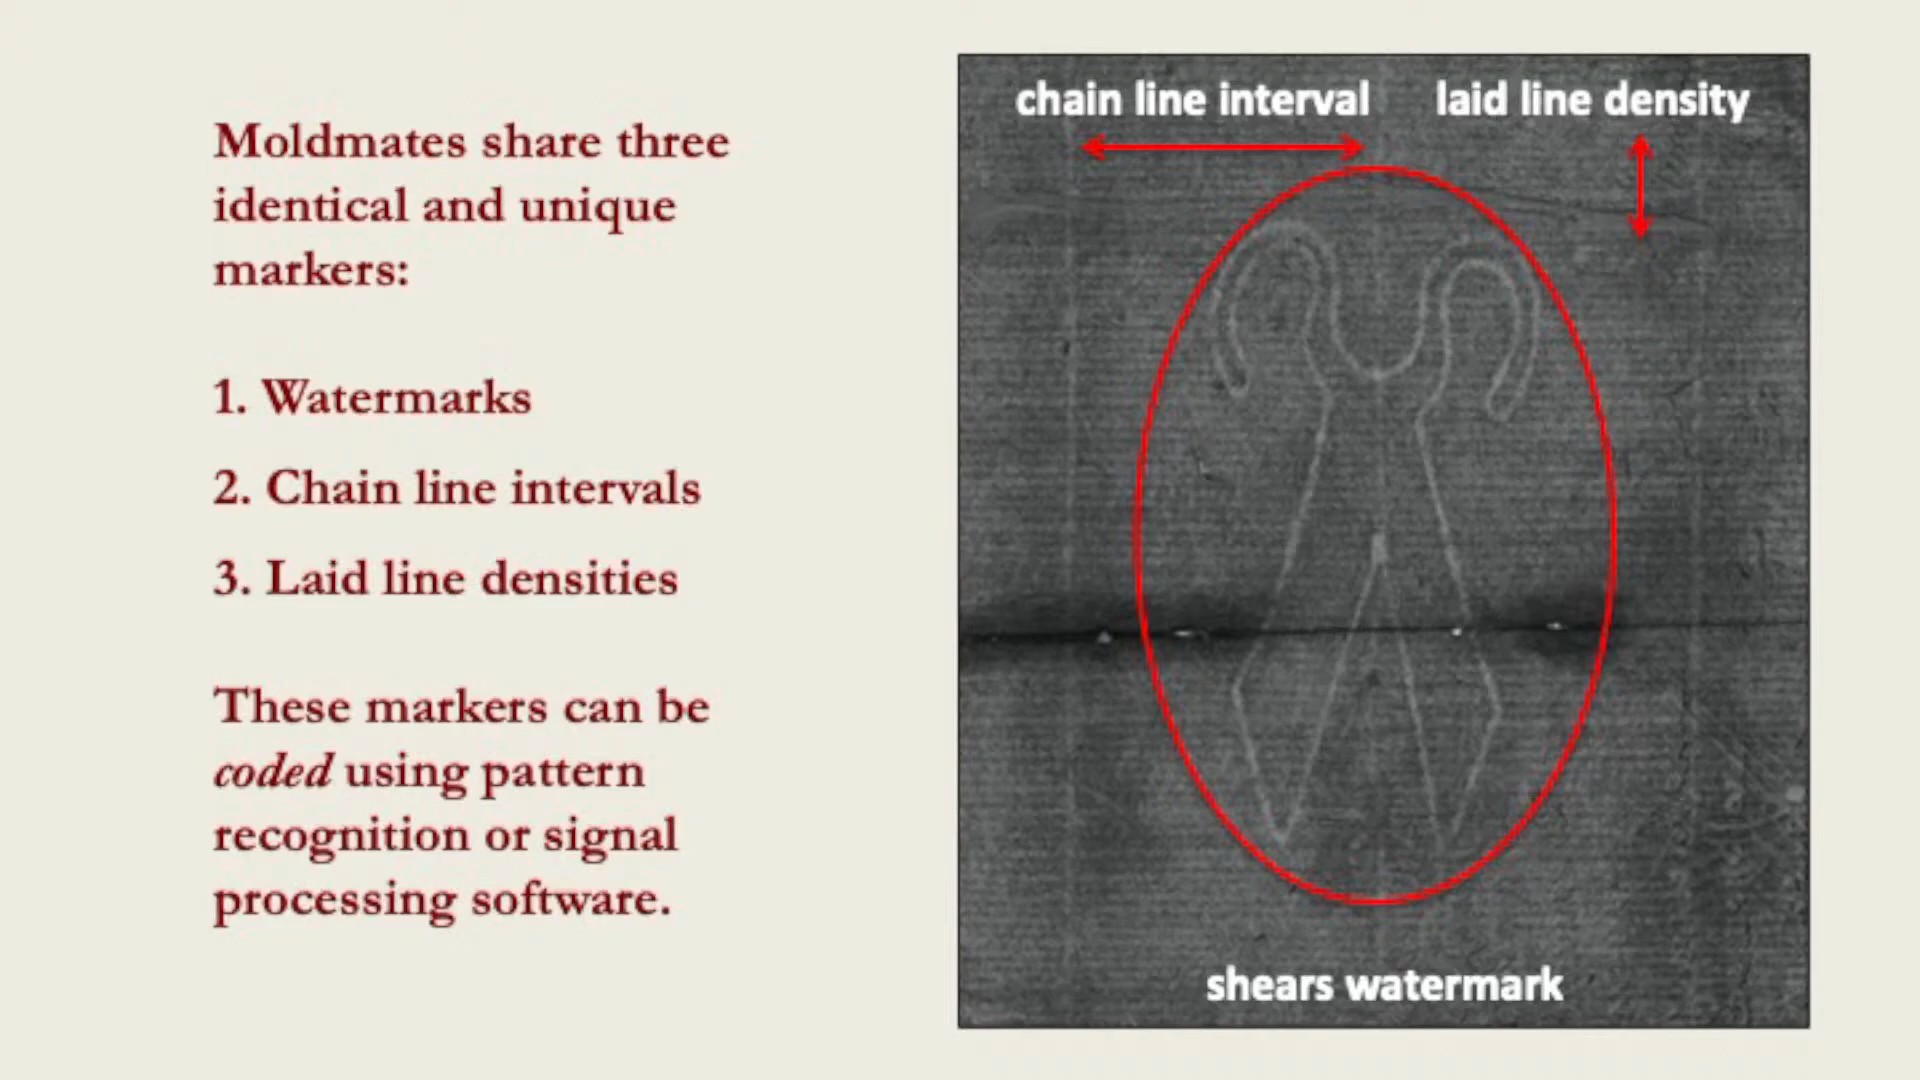 Moldmates share three
identical and unique
markers:
1. Watermarks
2. Chain line intervals
3. Laid line densities
These markers can be
coded using pattern
recognition or signal
processing software.
chain line interval
laid line density
shears watermark